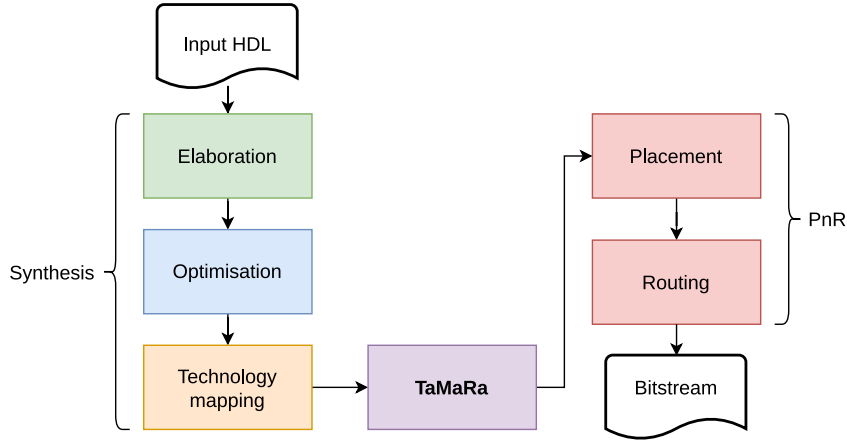 Input HDL
Elaboration
Optimisation
Synthesis
Technology
mapping
TaMaRa
Placement
PnR
Routing
Bitstream